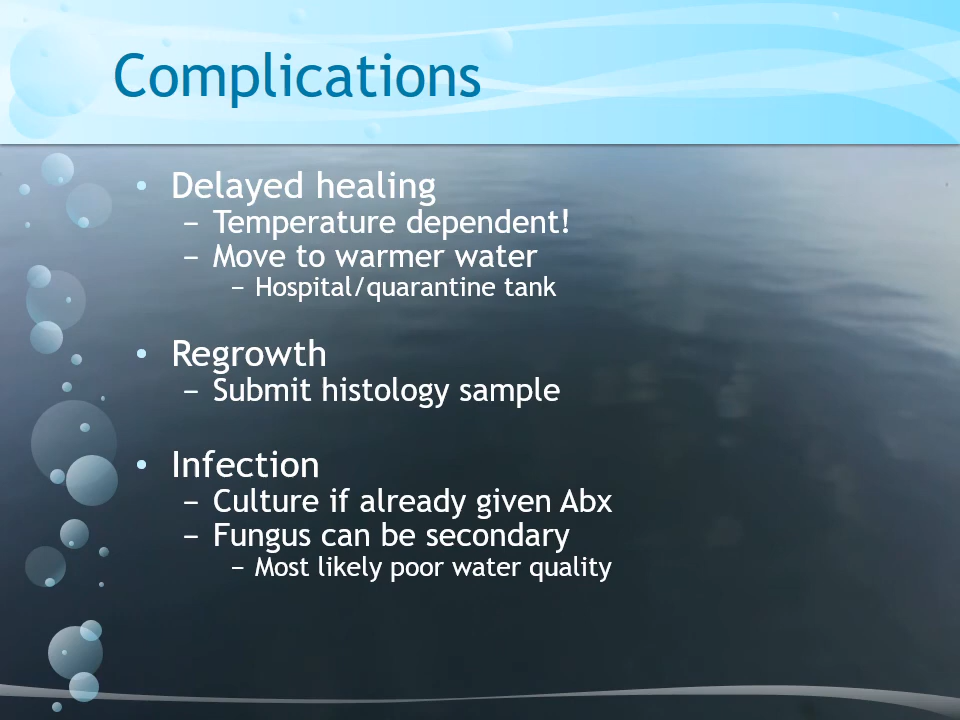 Complications
• Delayed healing
– Temperature dependent!
– Move to warmer water
– Hospital/quarantine tank
• Regrowth
– Submit histology sample
• Infection
– Culture if already given Abx
– Fungus can be secondary
– Most likely poor water quality